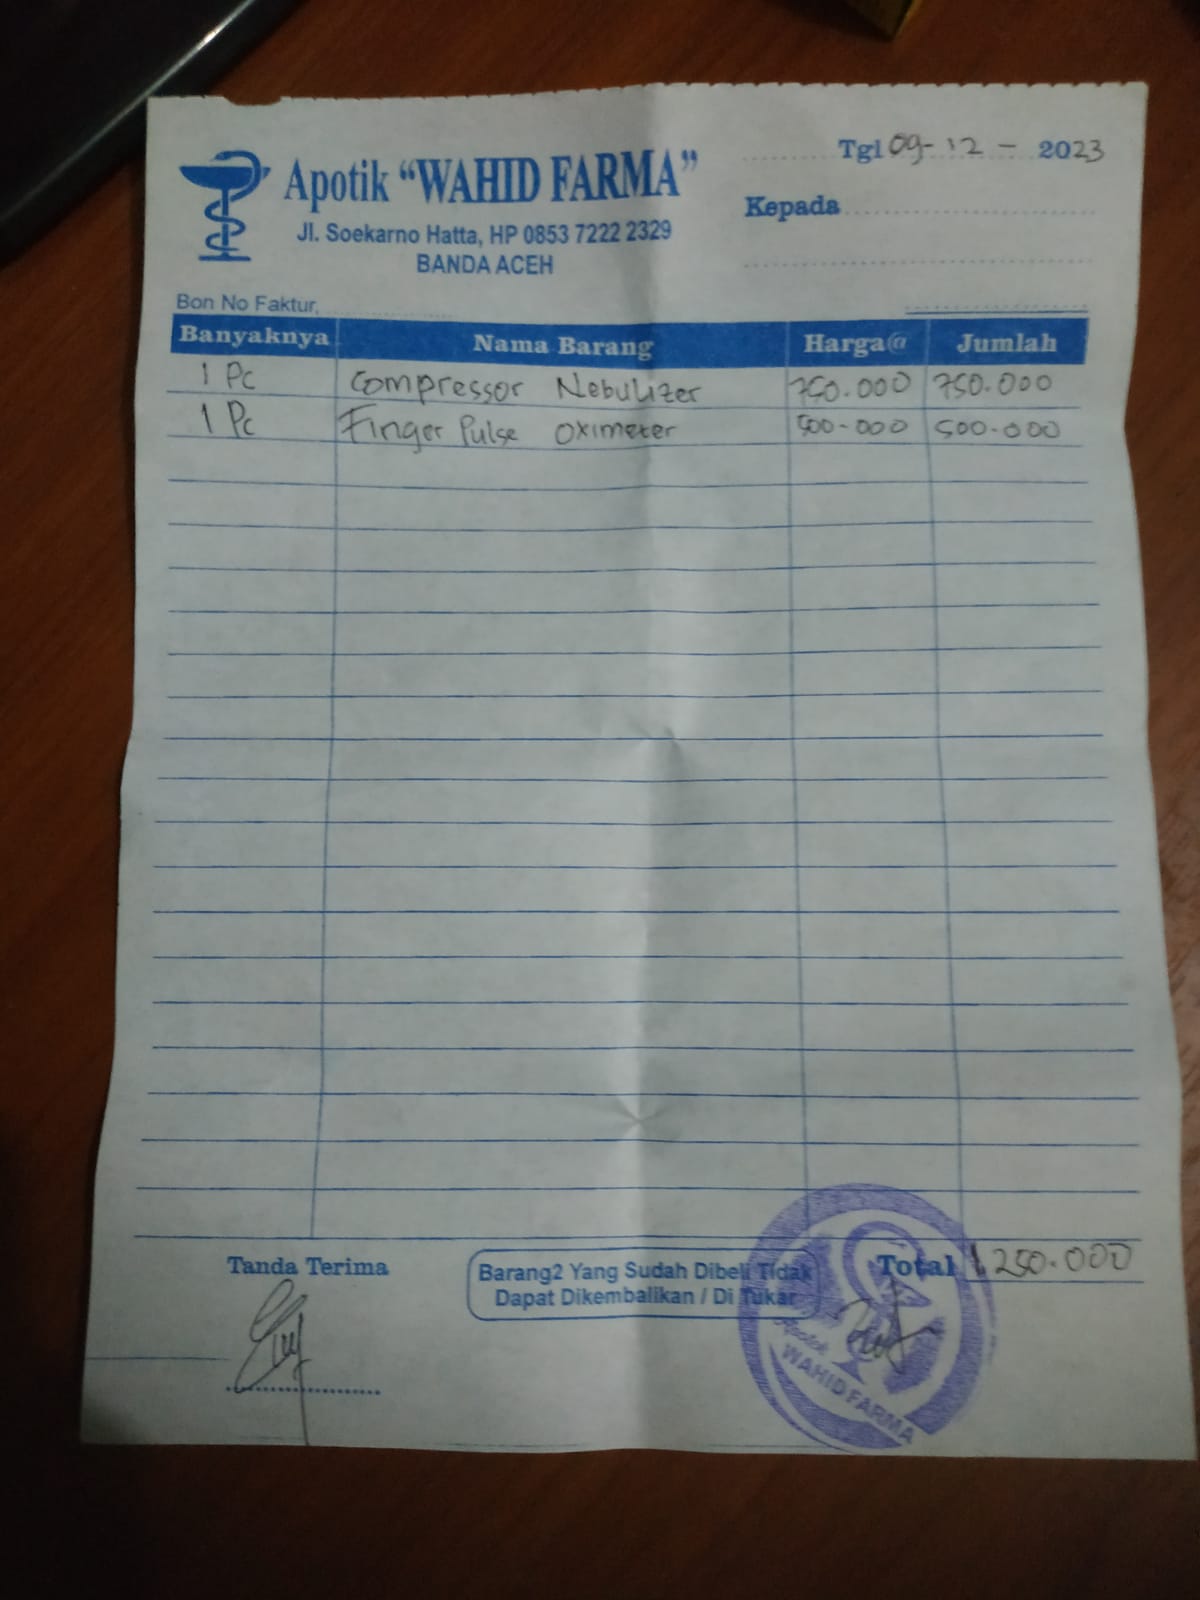 Tgl 09-12-2023
Apotik "WAHID FARMA"
Kepada
Jl. Soekarno Hatta, HP 0853 7222 2329
BANDA ACEH
Bon No Faktur,
Banyaknya Nama Barang Harga@ Jumlah
1 Pc Compressor Nebulizer 750.000 750.000
1 Pc Finger Pulse Oximeter 500.000 500.000
Tanda Terima
Barang2 Yang Sudah Dibeli Tidak
Dapat Dikembalikan / Di Tukar
Total 1.250.000
Apotek
WAHID FARMA